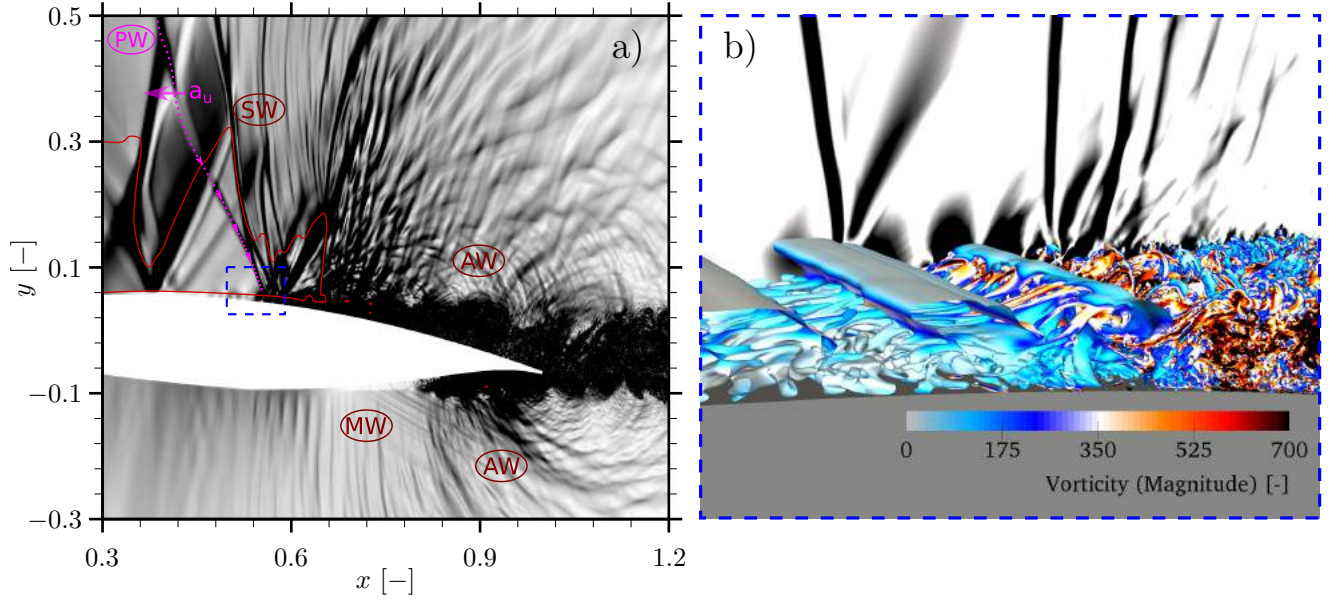 a)
PW
a_u
SW
AW
MW
AW
y [−]
0.5
0.3
0.1
−0.1
−0.3
0.3
0.6
0.9
1.2
x [−]
b)
0
175
350
525
700
Vorticity (Magnitude) [-]